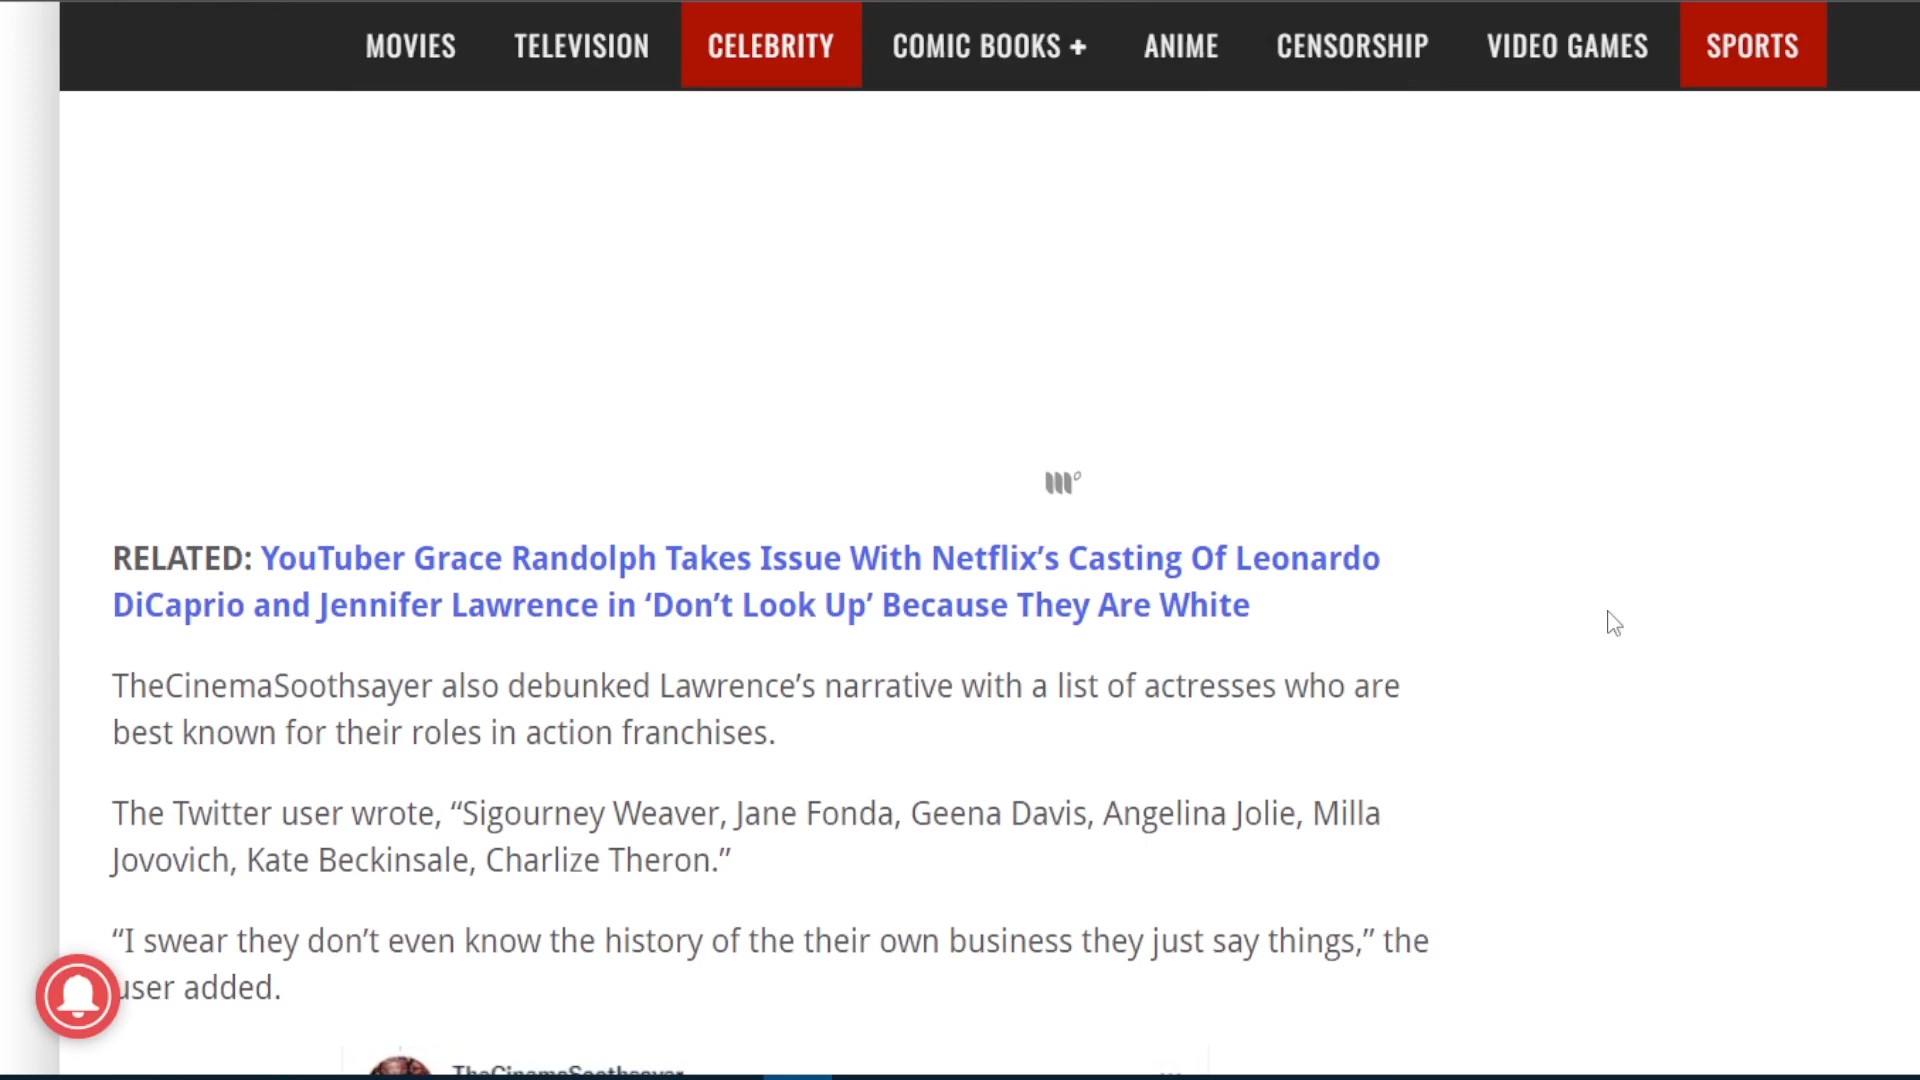 MOVIES TELEVISION CELEBRITY COMIC BOOKS + ANIME CENSORSHIP VIDEO GAMES SPORTS
RELATED: YouTuber Grace Randolph Takes Issue With Netflix’s Casting Of Leonardo
DiCaprio and Jennifer Lawrence in ‘Don’t Look Up’ Because They Are White
TheCinemaSoothsayer also debunked Lawrence’s narrative with a list of actresses who are
best known for their roles in action franchises.
The Twitter user wrote, “Sigourney Weaver, Jane Fonda, Geena Davis, Angelina Jolie, Milla
Jovovich, Kate Beckinsale, Charlize Theron.”
“I swear they don’t even know the history of the their own business they just say things,” the
user added.
TheCinemaSoothsayer